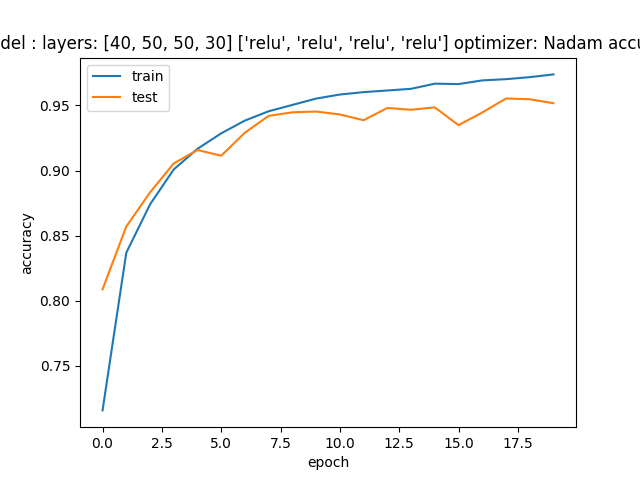 del : layers: [40, 50, 50, 30] ['relu', 'relu', 'relu', 'relu'] optimizer: Nadam accu
train
test
0.95
0.90
0.85
0.80
0.75
accuracy
0.0 2.5 5.0 7.5 10.0 12.5 15.0 17.5
epoch